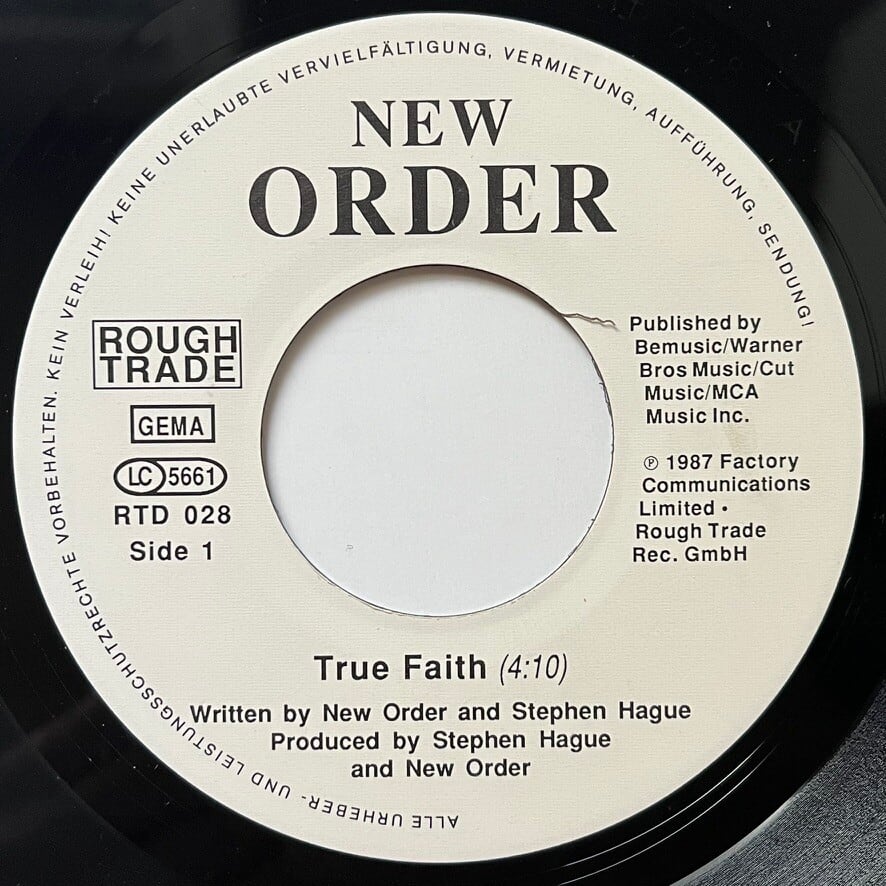 ALLE URHEBER- UND LEISTUNGSSCHUTZRECHTE VORBEHALTEN. KEIN VERLEIH! KEINE UNERLAUBTE VERVIELFÄLTIGUNG, VERMIETUNG, AUFFÜHRUNG, SENDUNG!
NEW
ORDER
ROUGH
TRADE
GEMA
LC 5661
RTD 028
Side 1
Published by
Bemusic/Warner
Bros Music/Cut
Music/MCA
Music Inc.
℗ 1987 Factory
Communications
Limited •
Rough Trade
Rec. GmbH
True Faith (4:10)
Written by New Order and Stephen Hague
Produced by Stephen Hague
and New Order